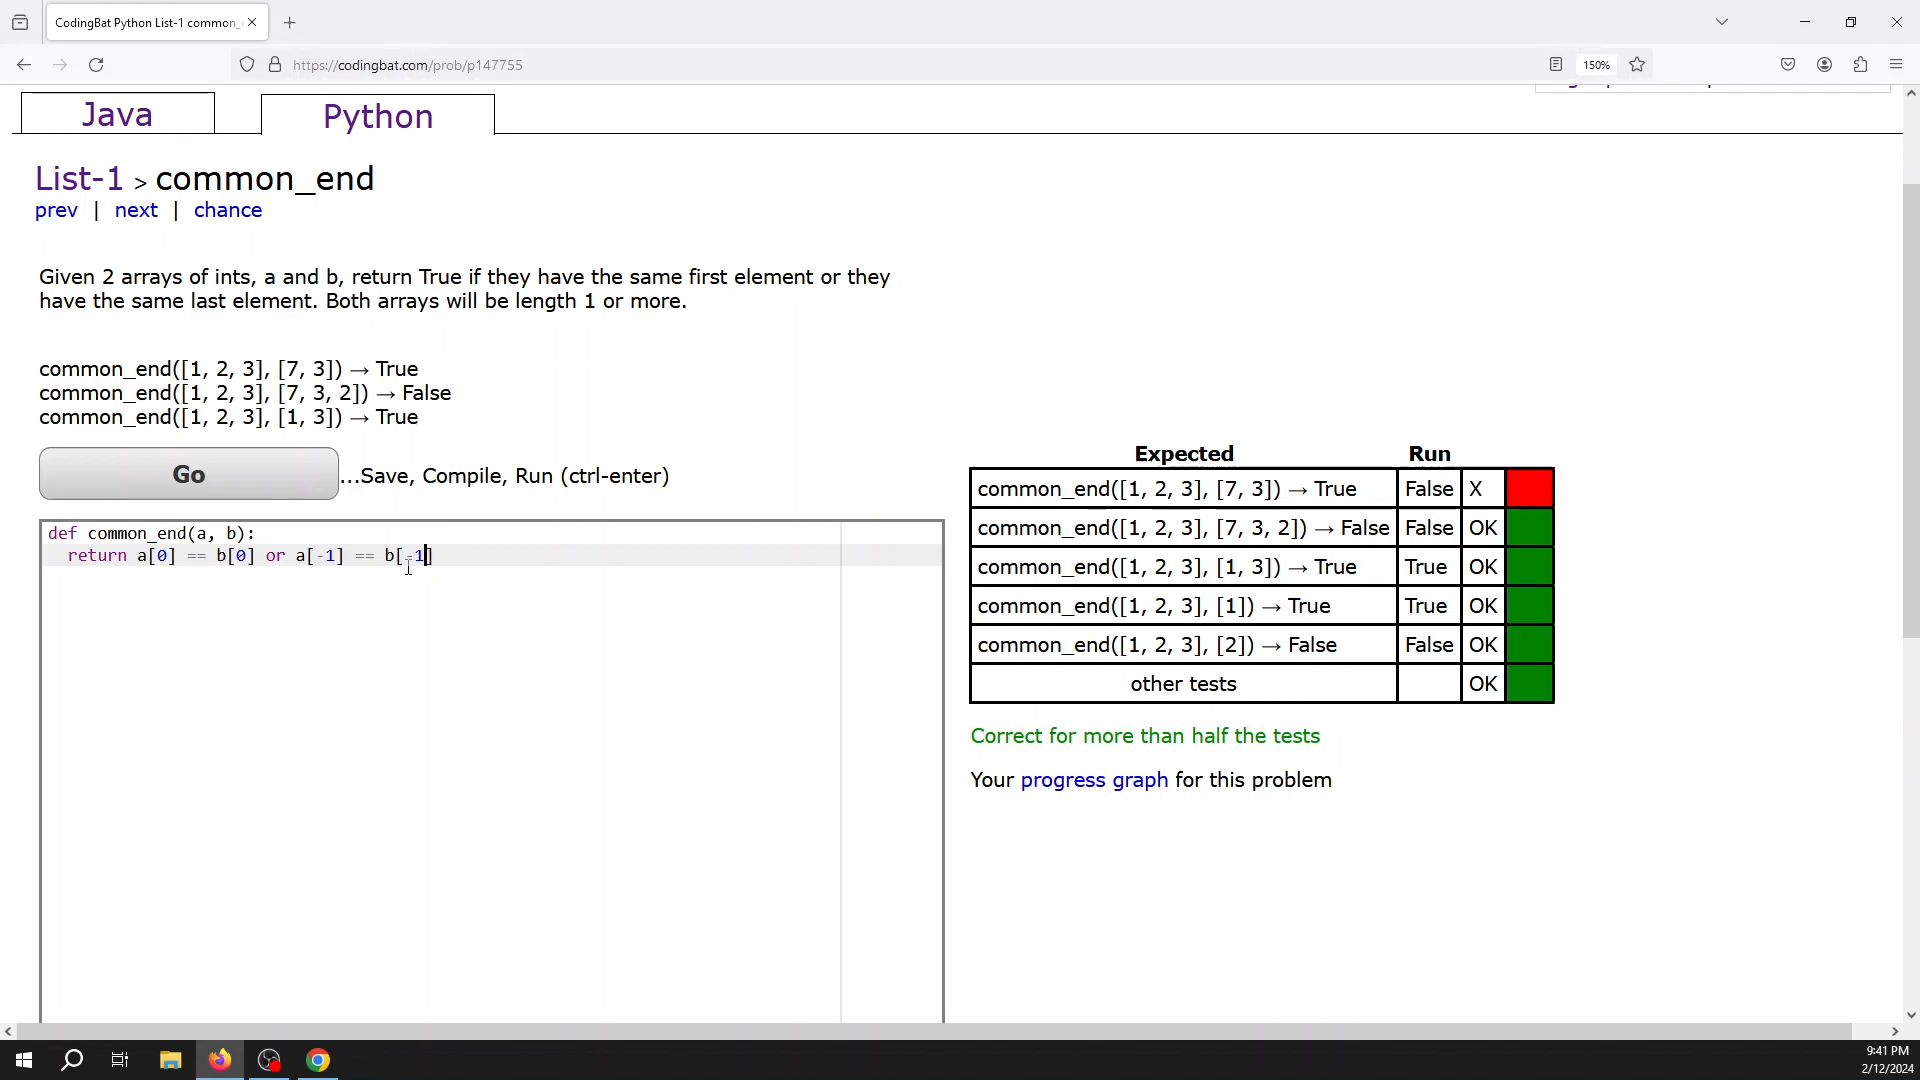 CodingBat Python List-1 common_
https://codingbat.com/prob/p147755
150%
Java
Python
List-1 > common_end
prev | next | chance
Given 2 arrays of ints, a and b, return True if they have the same first element or they
have the same last element. Both arrays will be length 1 or more.
common_end([1, 2, 3], [7, 3]) → True
common_end([1, 2, 3], [7, 3, 2]) → False
common_end([1, 2, 3], [1, 3]) → True
Go
...Save, Compile, Run (ctrl-enter)
def common_end(a, b):
return a[0] == b[0] or a[-1] == b[-1]
Expected Run
common_end([1, 2, 3], [7, 3]) → True False X
common_end([1, 2, 3], [7, 3, 2]) → False False OK
common_end([1, 2, 3], [1, 3]) → True True OK
common_end([1, 2, 3], [1]) → True True OK
common_end([1, 2, 3], [2]) → False False OK
other tests OK
Correct for more than half the tests
Your progress graph for this problem
9:41 PM
2/12/2024